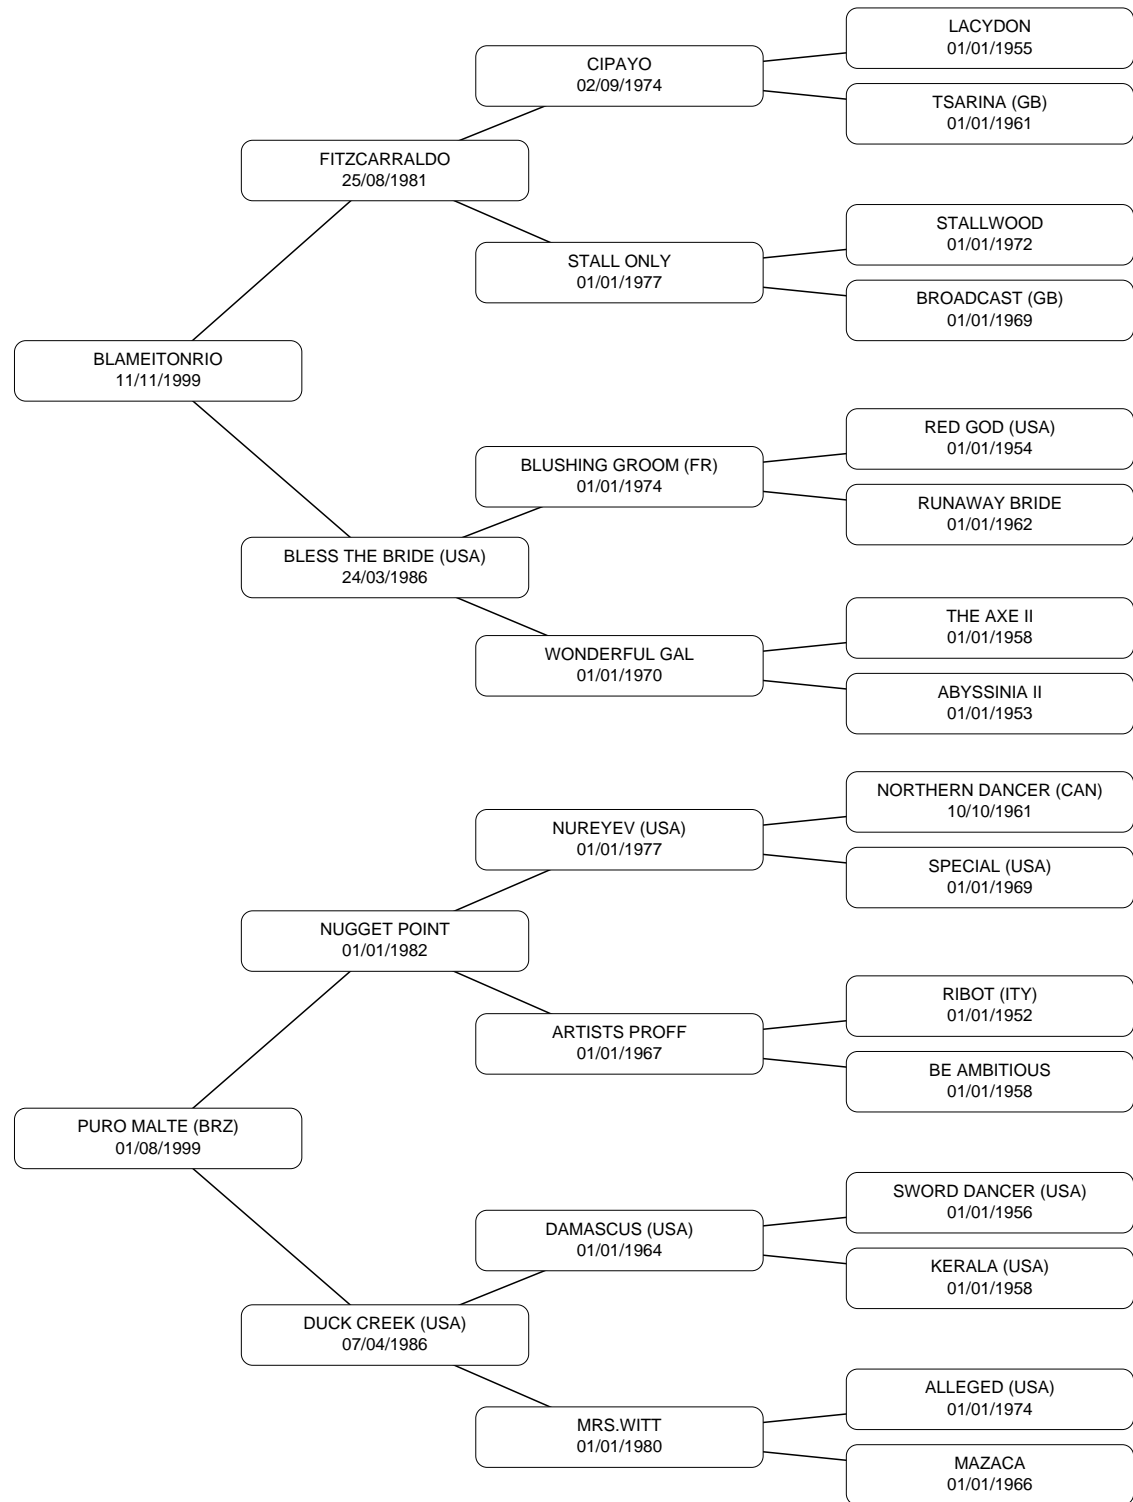 LACYDON
01/01/1955
CIPAYO
02/09/1974
TSARINA (GB)
01/01/1961
FITZCARRALDO
25/08/1981
STALLWOOD
01/01/1972
STALL ONLY
01/01/1977
BROADCAST (GB)
01/01/1969
BLAMEITONRIO
11/11/1999
RED GOD (USA)
01/01/1954
BLUSHING GROOM (FR)
01/01/1974
RUNAWAY BRIDE
01/01/1962
BLESS THE BRIDE (USA)
24/03/1986
THE AXE II
01/01/1958
WONDERFUL GAL
01/01/1970
ABYSSINIA II
01/01/1953
NORTHERN DANCER (CAN)
10/10/1961
NUREYEV (USA)
01/01/1977
SPECIAL (USA)
01/01/1969
NUGGET POINT
01/01/1982
RIBOT (ITY)
01/01/1952
ARTISTS PROFF
01/01/1967
BE AMBITIOUS
01/01/1958
PURO MALTE (BRZ)
01/08/1999
SWORD DANCER (USA)
01/01/1956
DAMASCUS (USA)
01/01/1964
KERALA (USA)
01/01/1958
DUCK CREEK (USA)
07/04/1986
ALLEGED (USA)
01/01/1974
MRS.WITT
01/01/1980
MAZACA
01/01/1966